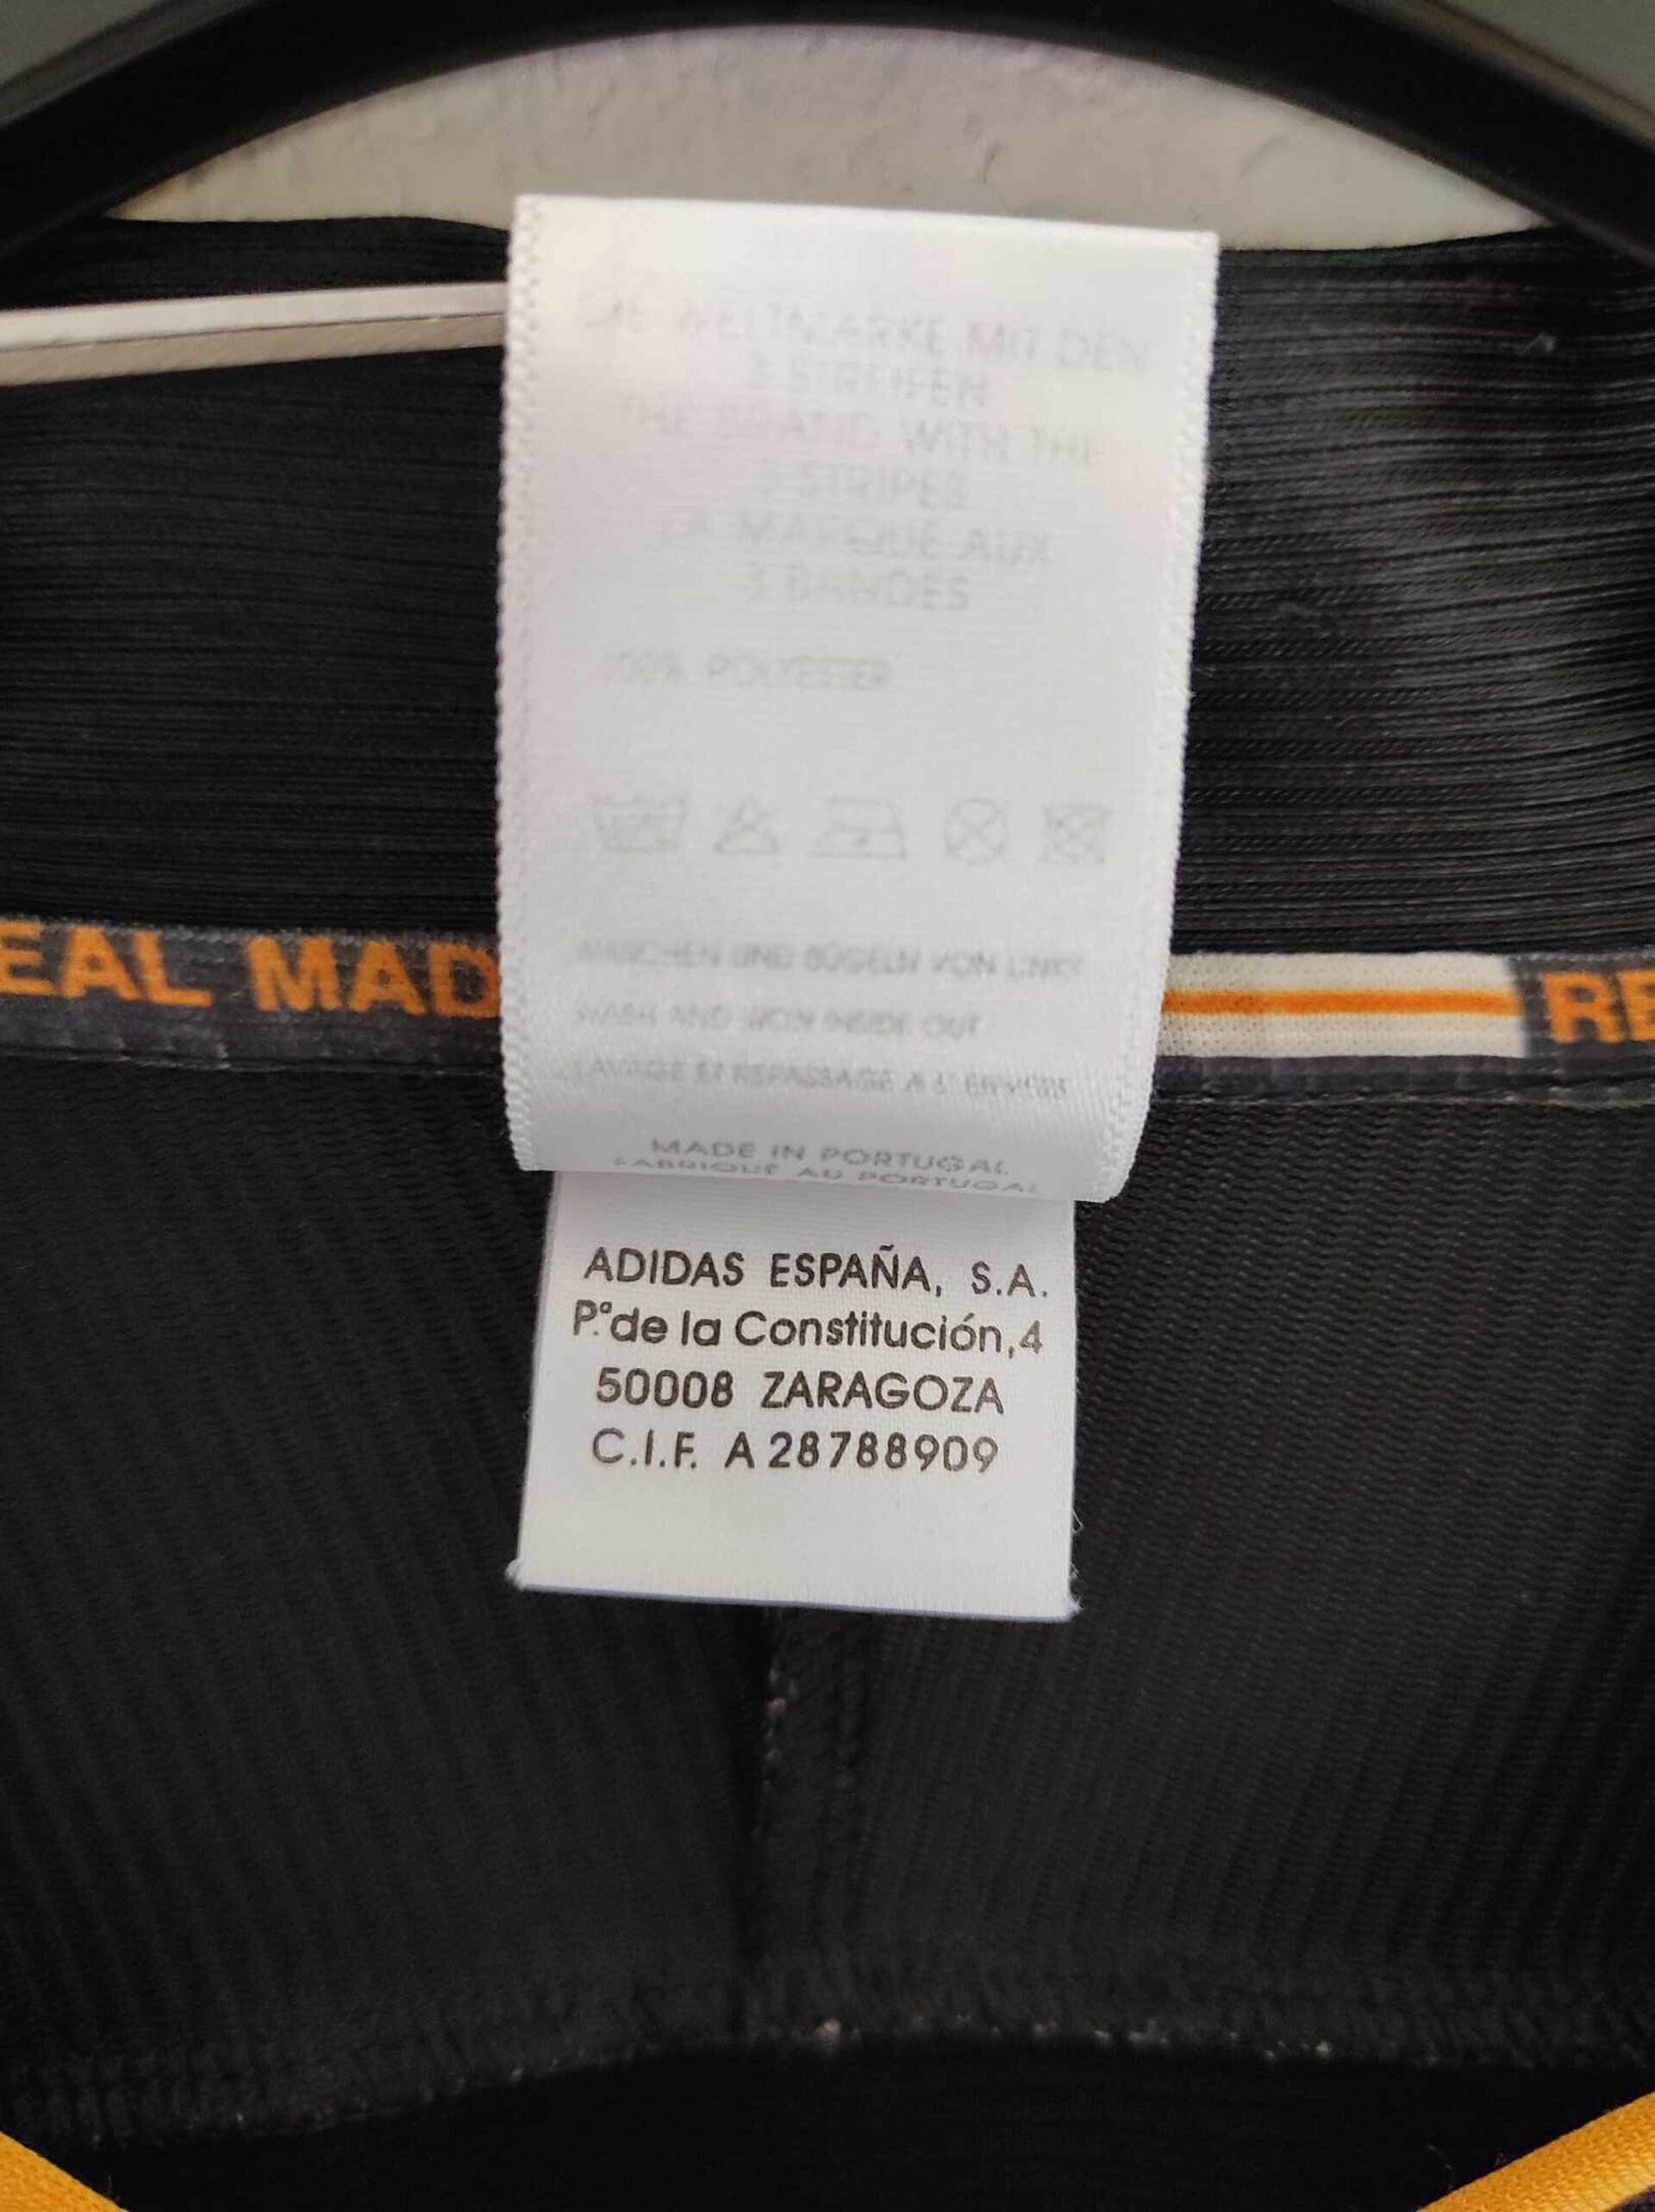 DIE WELTMARKE MIT DEN
3 STREIFEN
THE BRAND WITH THE
3 STRIPES
LA MARQUE AUX
3 BANDES
100% POLYESTER
WASCHEN UND BÜGELN VON LINKS
WASH AND IRON INSIDE OUT
LAVAGE ET REPASSAGE A L'ENVERS
EAL MAD
RE
MADE IN PORTUGAL
FABRIQUE AU PORTUGAL
ADIDAS ESPAÑA, S.A.
P.º de la Constitución,4
50008 ZARAGOZA
C.I.F. A 28788909